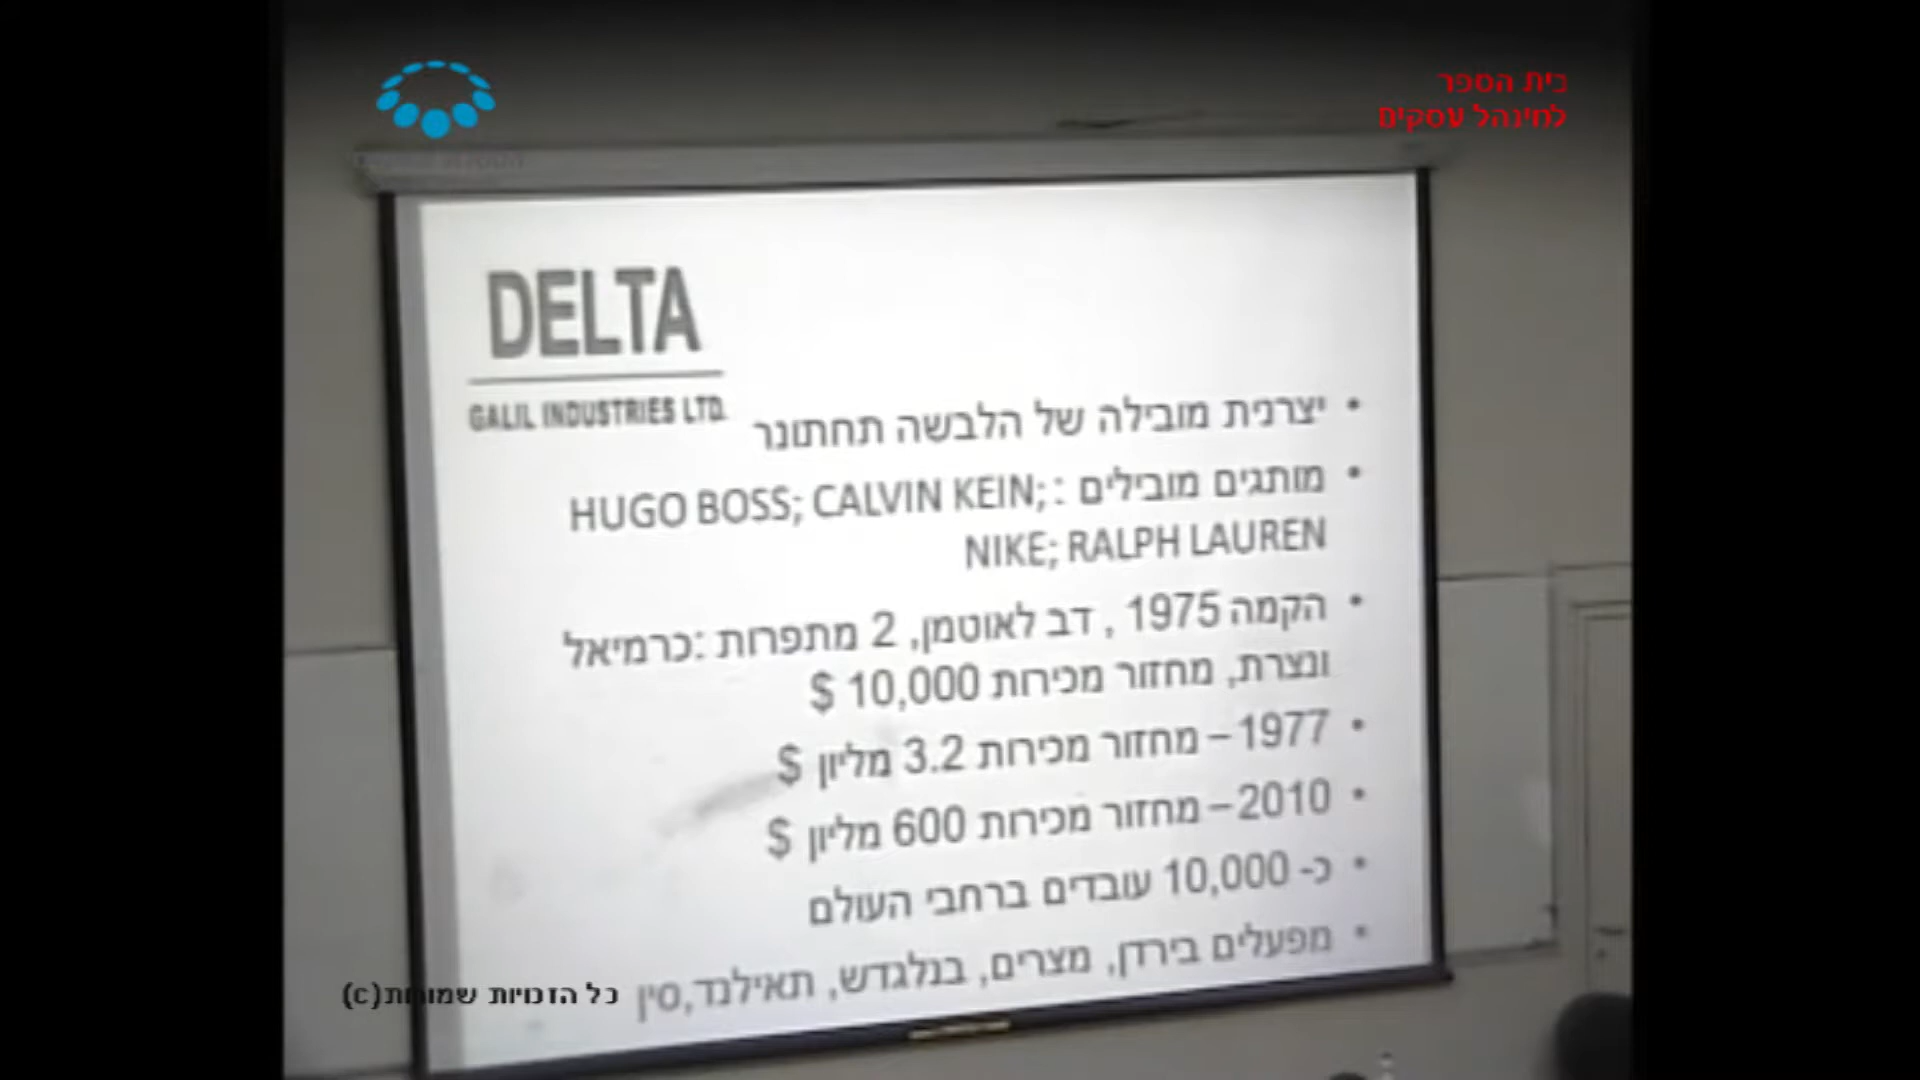 בית הספר
למינהל עסקים
DELTA
GALIL INDUSTRIES LTD.
• יצרנית מובילה של הלבשה תחתונר
• מותגים מובילים : HUGO BOSS; CALVIN KEIN;
NIKE; RALPH LAUREN
• הקמה 1975 , דב לאוטמן, 2 מתפרות :כרמיאל
ונצרת, מחזור מכירות 10,000 $
• 1977 – מחזור מכירות 3.2 מליון $
• 2010 – מחזור מכירות 600 מליון $
• כ- 10,000 עובדים ברחבי העולם
• מפעלים בירדן, מצרים, בנלגדש, תאילנד,סין
כל הזכויות שמורות(c)